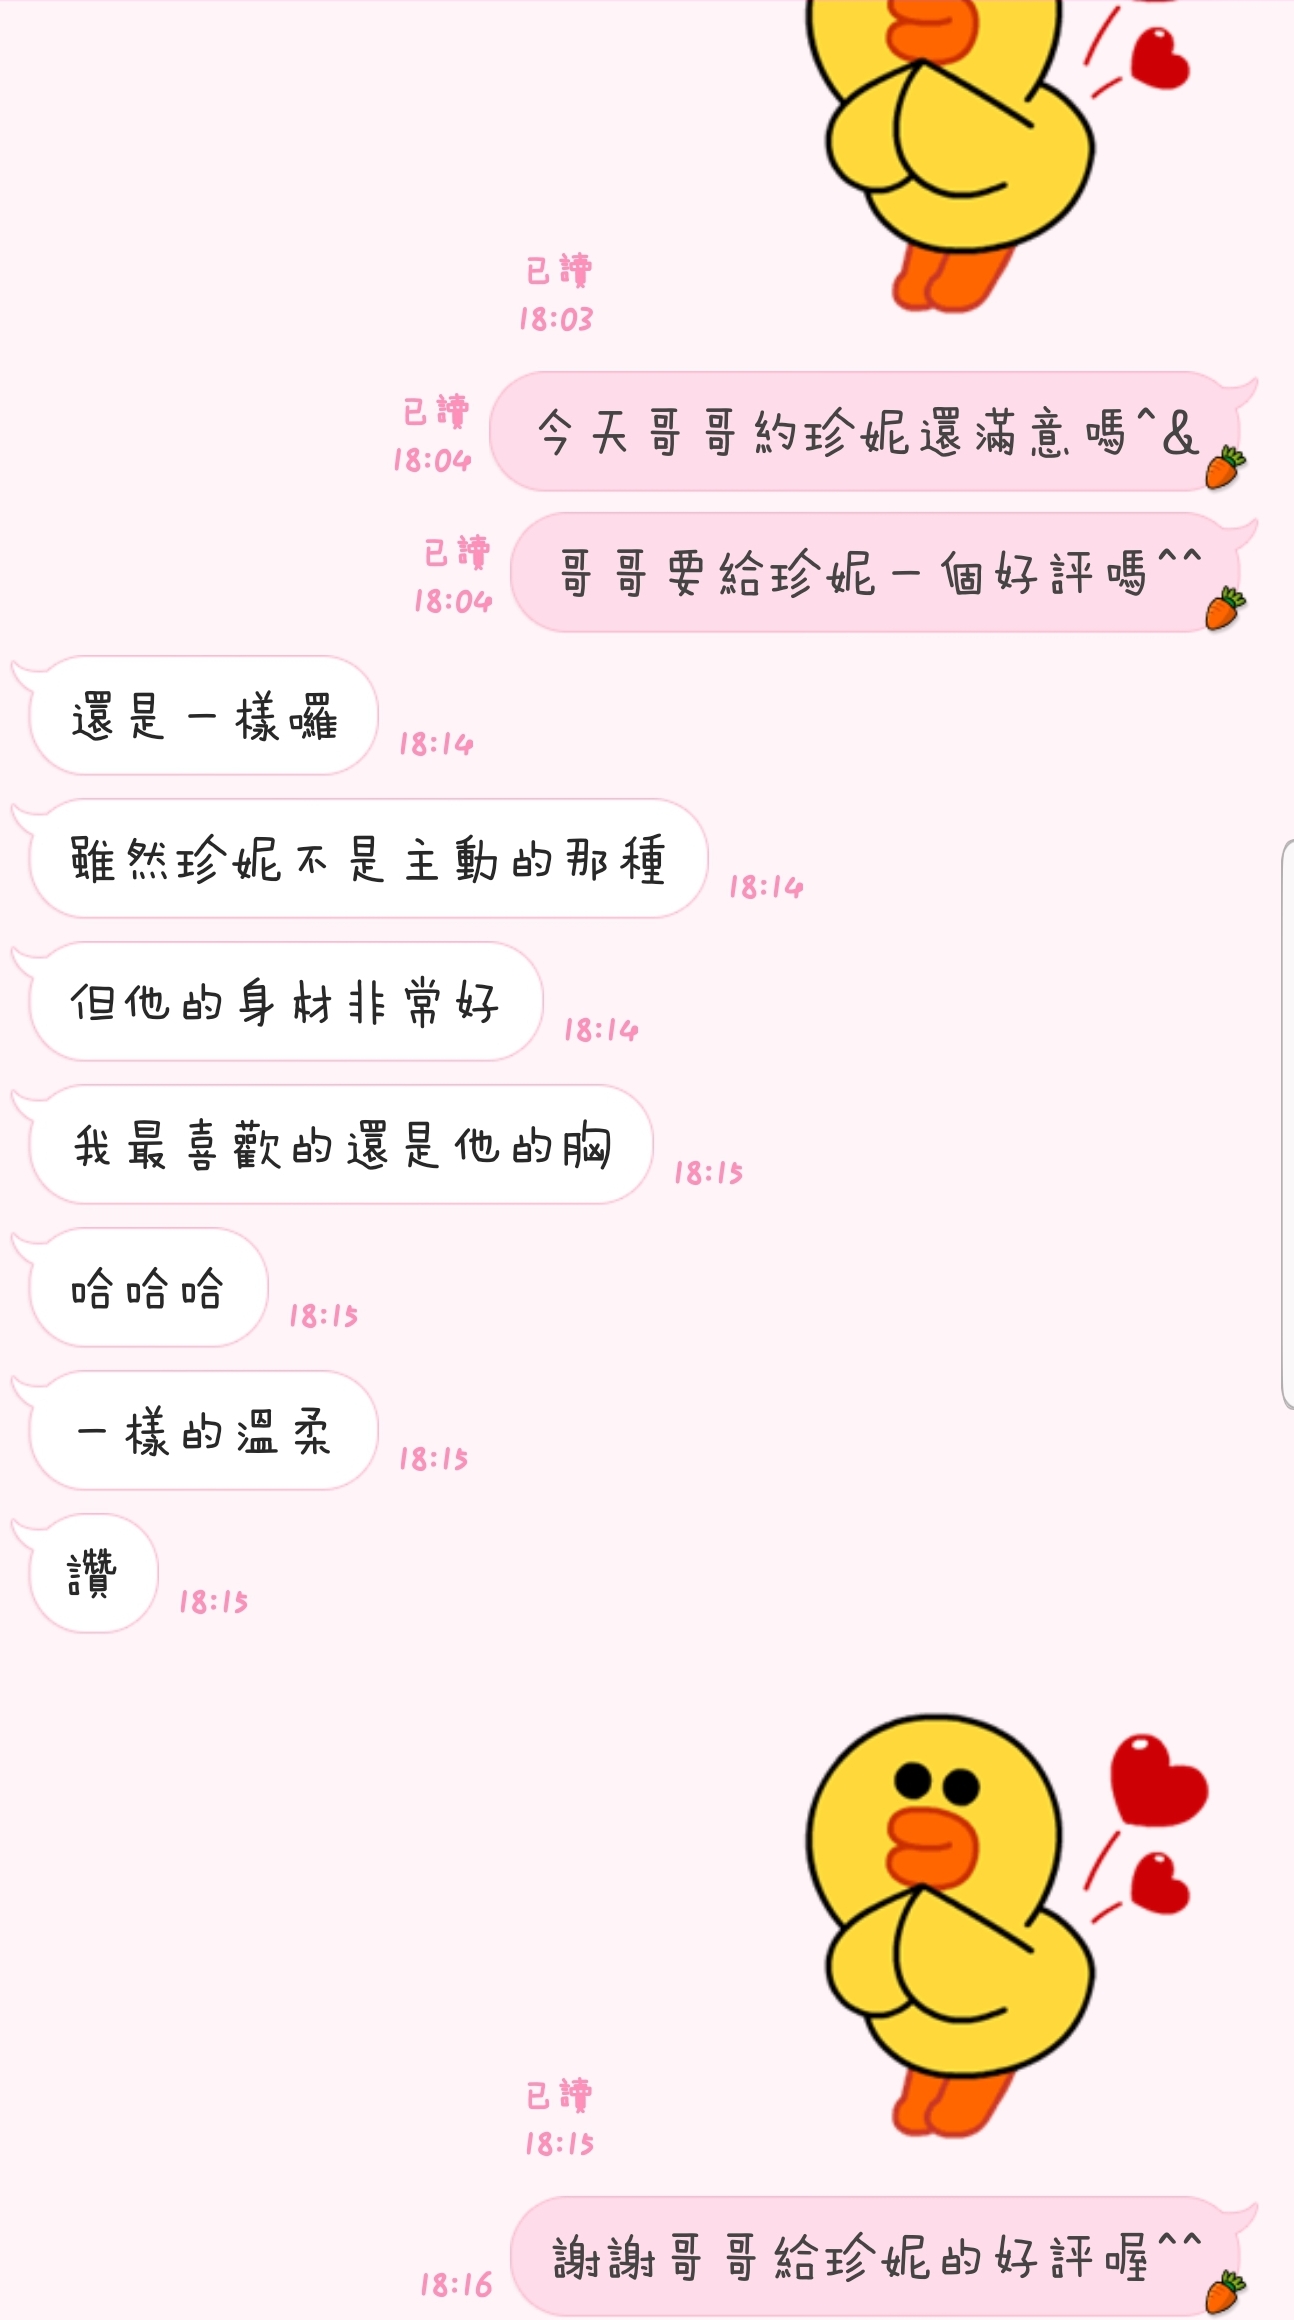 已讀
18:03
今天哥哥約珍妮還滿意嗎^&
已讀
18:04
哥哥要給珍妮一個好評嗎^^
已讀
18:04
還是一樣囉
18:14
雖然珍妮不是主動的那種
18:14
但他的身材非常好
18:14
我最喜歡的還是他的胸
18:15
哈哈哈
18:15
一樣的溫柔
18:15
讚
18:15
已讀
18:15
謝謝哥哥給珍妮的好評喔^^
18:16